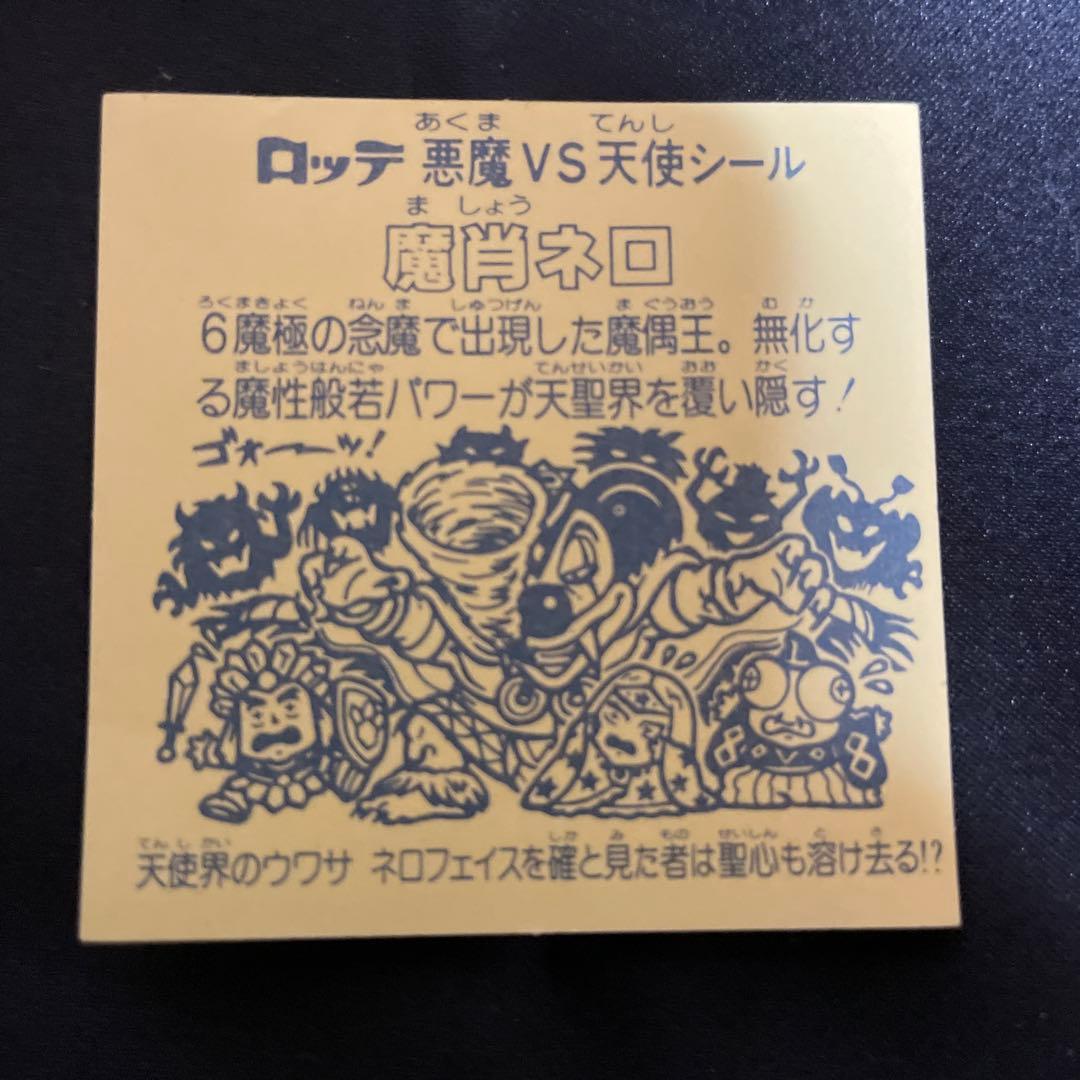 あくま てんし
ロッテ 悪魔VS天使シール
ま しょう
魔肖ネロ
ろくまきょく ねんま しゅつげん まぐうおう むか
6魔極の念魔で出現した魔偶王。無化す
ましょうはんにゃ てんせいかい おお かく
る魔性般若パワーが天聖界を覆い隠す!
ゴォーーッ!
てんしかい しか み もの せいしん と さ
天使界のウワサ ネロフェイスを確と見た者は聖心も溶け去る!?